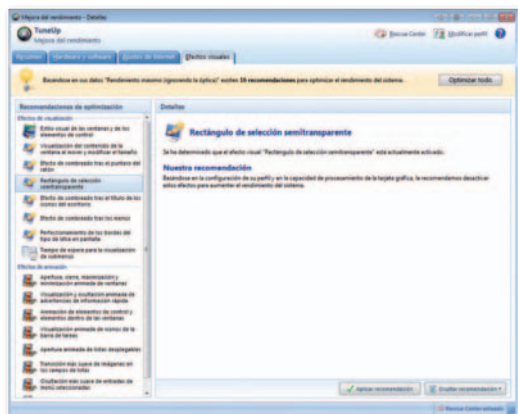 Mejora del rendimiento - Detalles
TuneUp
Mejora del rendimiento
Rescue Center
Modificar perfil
Resumen
Hardware y software
Ajustes de Internet
Efectos visuales
Basándose en sus datos "Rendimiento máximo (ignorando la óptica)" existen 16 recomendaciones para optimizar el rendimiento del sistema.
Optimizar todo
Recomendaciones de optimización
Efectos de visualización
Estilo visual de las ventanas y de los
elementos de control
Visualización del contenido de la
ventana al mover y modificar el tamaño
Efecto de sombreado tras el puntero del
ratón
Rectángulo de selección
semitransparente
Efecto de sombreado tras el título de los
iconos del escritorio
Efecto de sombreado tras los menús
Perfeccionamiento de los bordes del
tipo de letra en pantalla
Tiempo de espera para la visualización
de submenús
Efectos de animación
Apertura, cierre, maximización y
minimización animada de ventanas
Visualización y ocultación animada de
advertencias de información rápida
Animación de elementos de control y
elementos dentro de las ventanas
Visualización animada de iconos de la
barra de tareas
Apertura animada de listas desplegables
Transición más suave de imágenes en
los campos de listas
Ocultación más suave de entradas de
menú seleccionadas
Detalles
Rectángulo de selección semitransparente
Se ha determinado que el efecto visual "Rectángulo de selección semitransparente" está actualmente activado.
Nuestra recomendación
Basándose en la configuración de su perfil y en la capacidad de procesamiento de la tarjeta gráfica, le recomendamos desactivar
estos efectos para aumentar el rendimiento del sistema.
Aplicar recomendación
Ocultar recomendación
Rescue Center activado